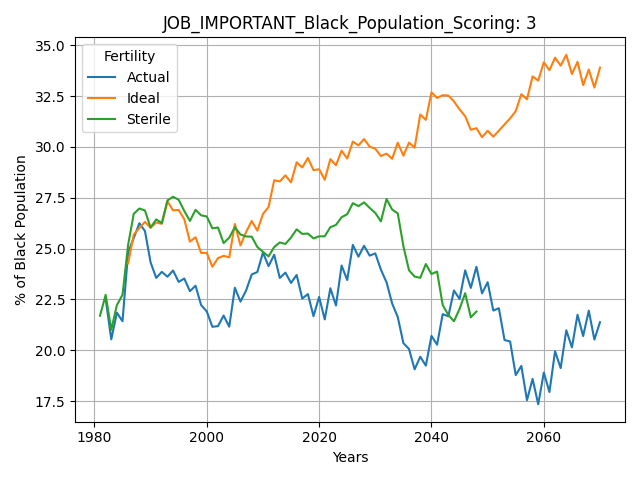 JOB_IMPORTANT_Black_Population_Scoring: 3
35.0
32.5
30.0
27.5
25.0
22.5
20.0
17.5
% of Black Population
Fertility
Actual
Ideal
Sterile
1980 2000 2020 2040 2060
Years